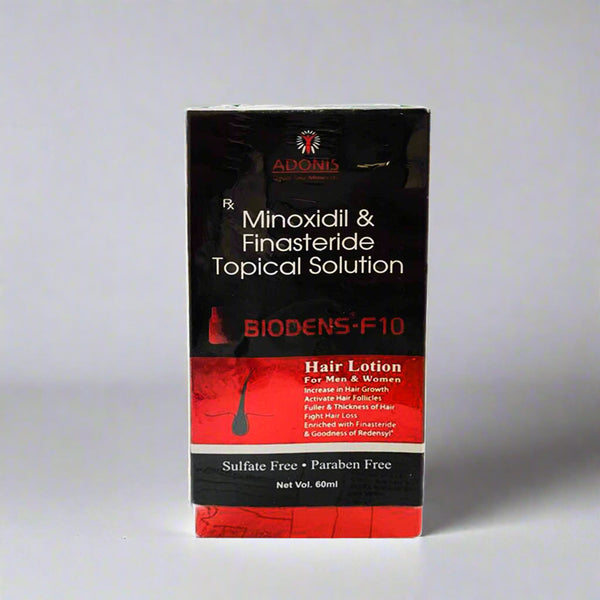 ADONIS
Rx
Minoxidil &
Finasteride
Topical Solution
BIODENS-F10
Hair Lotion
For Men & Women
Increase in Hair Growth
Activate Hair Follicles
Fuller & Thickness of Hair
Fight Hair Loss
Enriched with Finasteride
& Goodness of Redensyl"
Sulfate Free • Paraben Free
Net Vol. 60ml